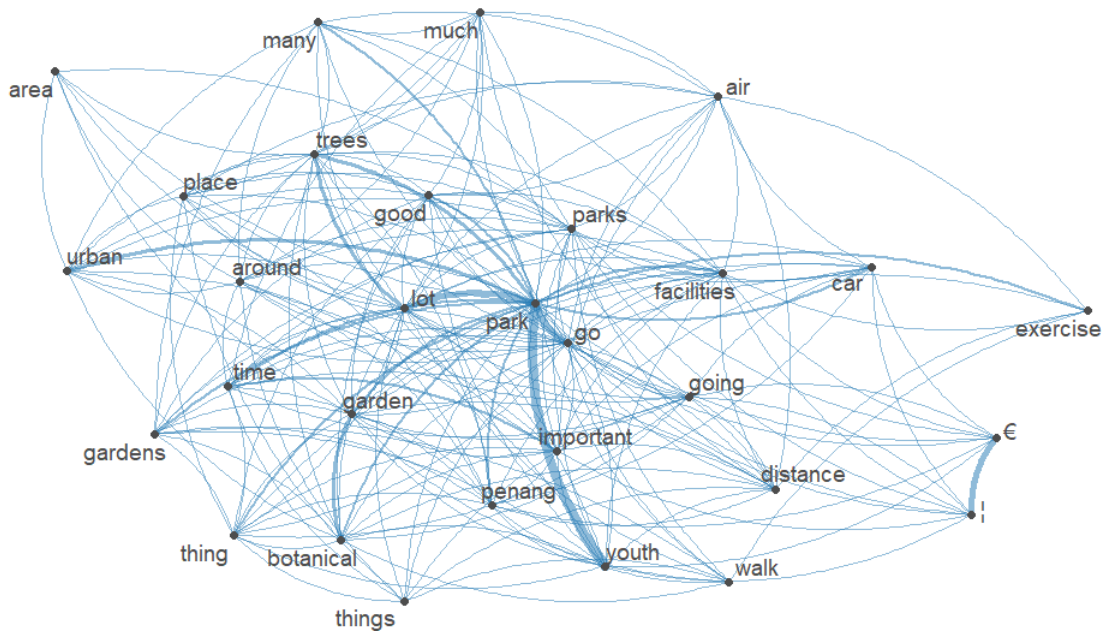 much
many
area
air
trees
place
good
parks
urban
around
facilities
car
lot
park
exercise
go
time
going
garden
important
€
gardens
distance
penang
¦
thing
botanical
youth
walk
things